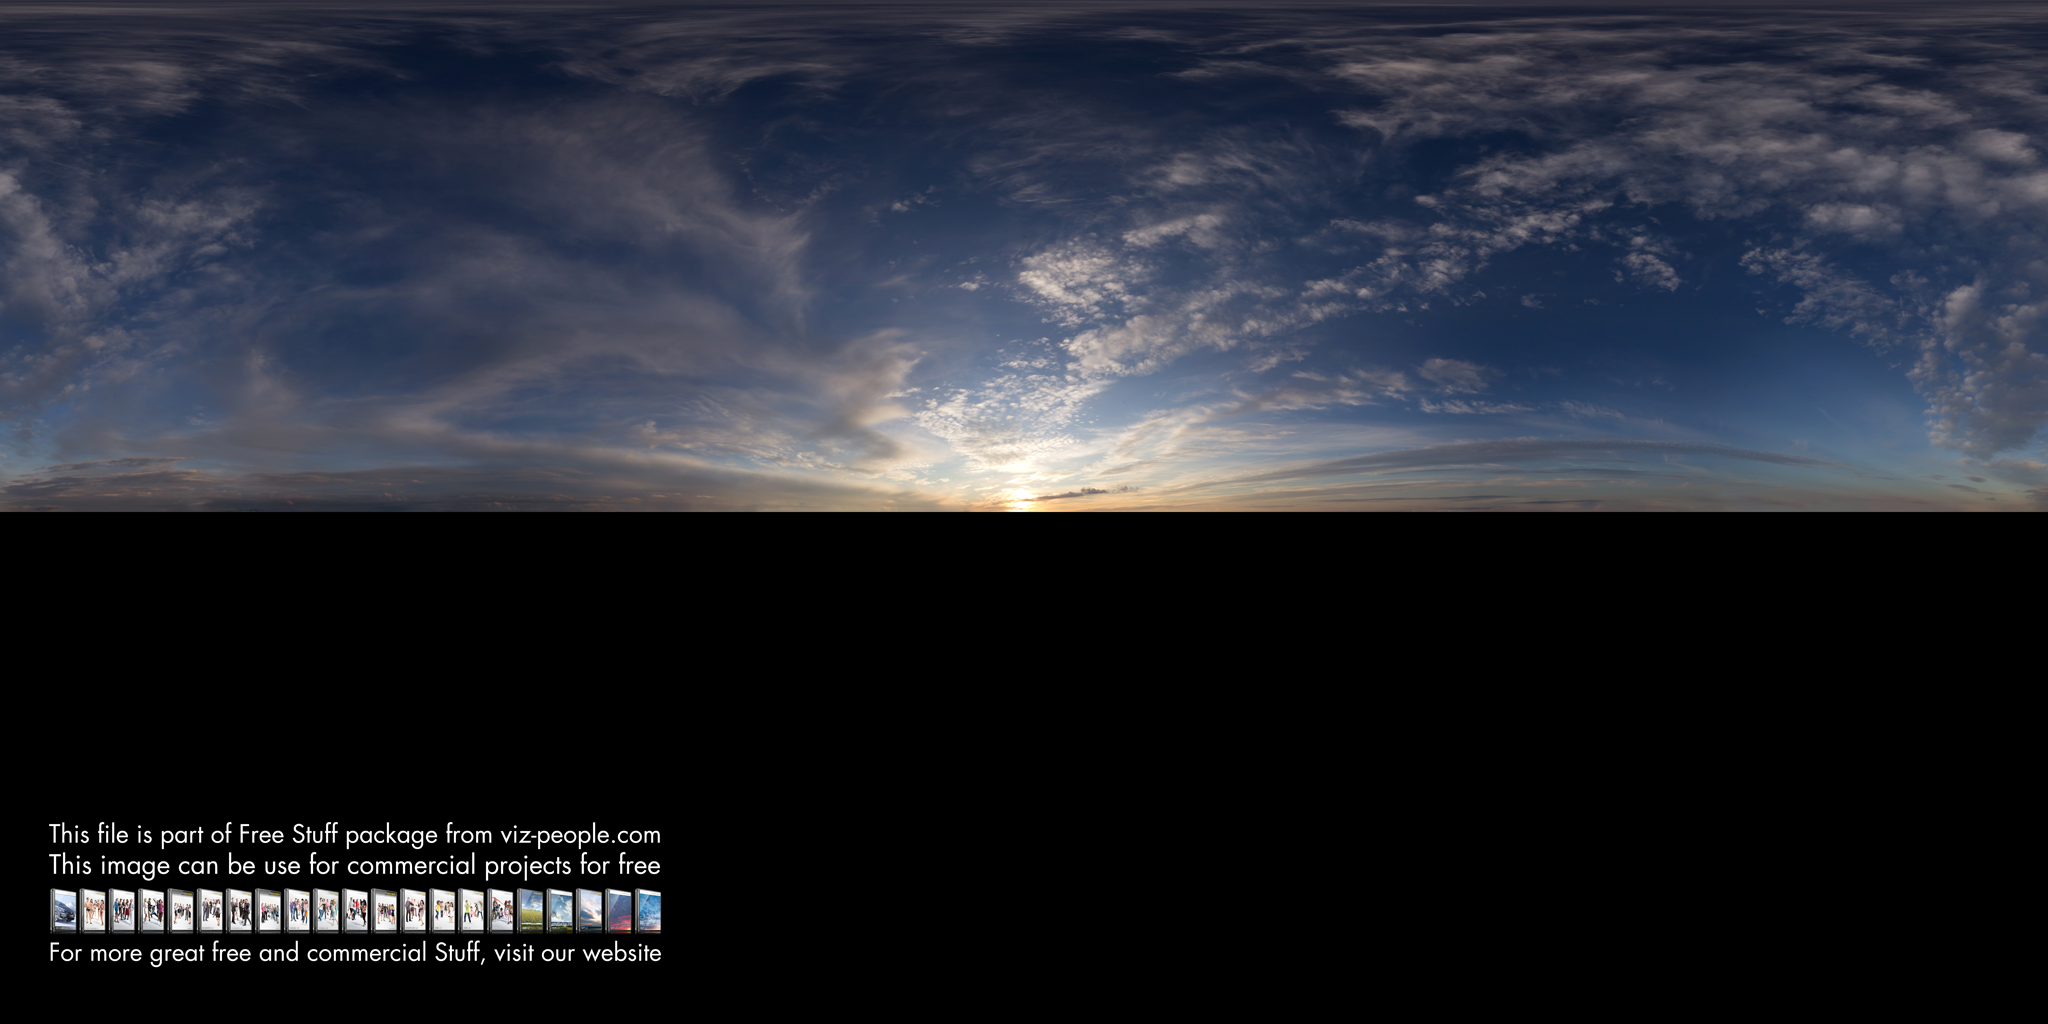 This file is part of Free Stuff package from viz-people.com
This image can be use for commercial projects for free
For more great free and commercial Stuff, visit our website